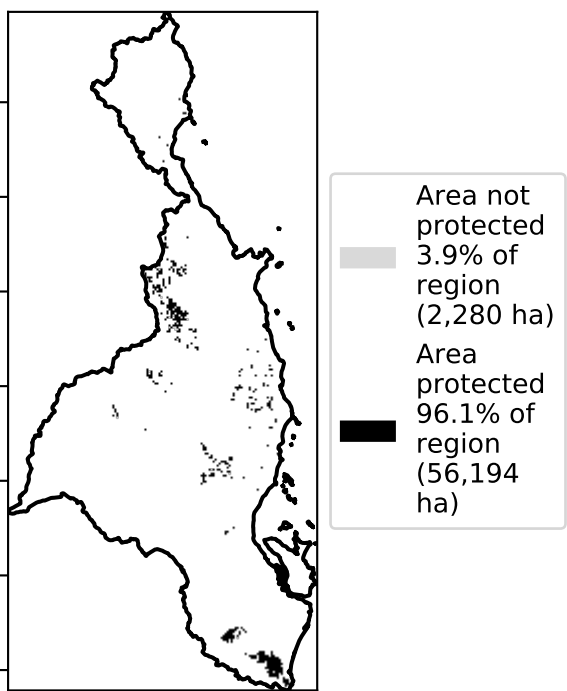 Area not
protected
3.9% of
region
(2,280 ha)
Area
protected
96.1% of
region
(56,194
ha)